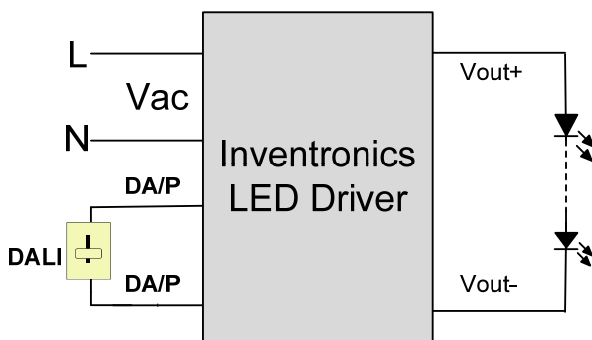 L
Vac
N
DA/P
DALI
DA/P
Inventronics
LED Driver
Vout+
Vout–